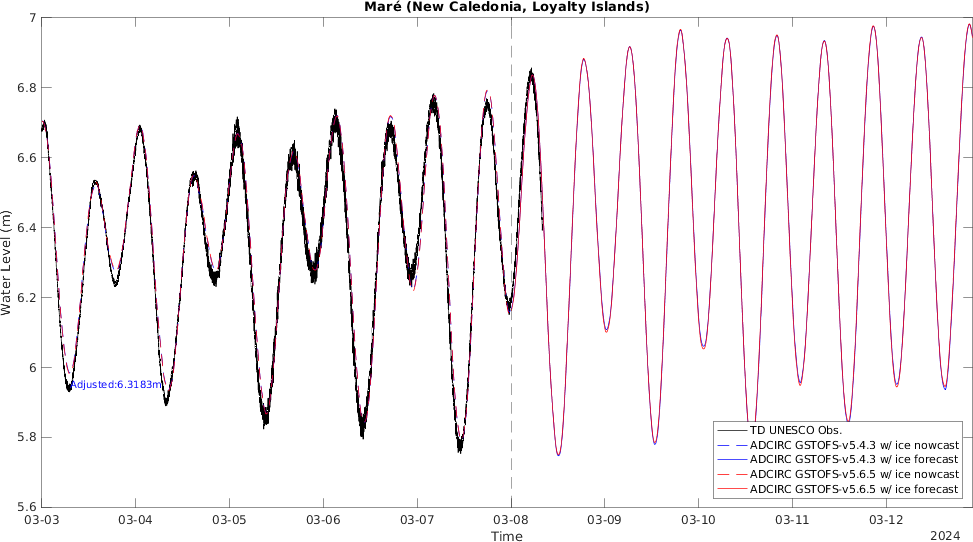 Maré (New Caledonia, Loyalty Islands)
7
6.8
6.6
6.4
6.2
6
5.8
5.6
Water Level (m)
Adjusted:6.3183m
TD UNESCO Obs.
ADCIRC GSTOFS-v5.4.3 w/ ice nowcast
ADCIRC GSTOFS-v5.4.3 w/ ice forecast
ADCIRC GSTOFS-v5.6.5 w/ ice nowcast
ADCIRC GSTOFS-v5.6.5 w/ ice forecast
03-03 03-04 03-05 03-06 03-07 03-08 03-09 03-10 03-11 03-12
Time
2024